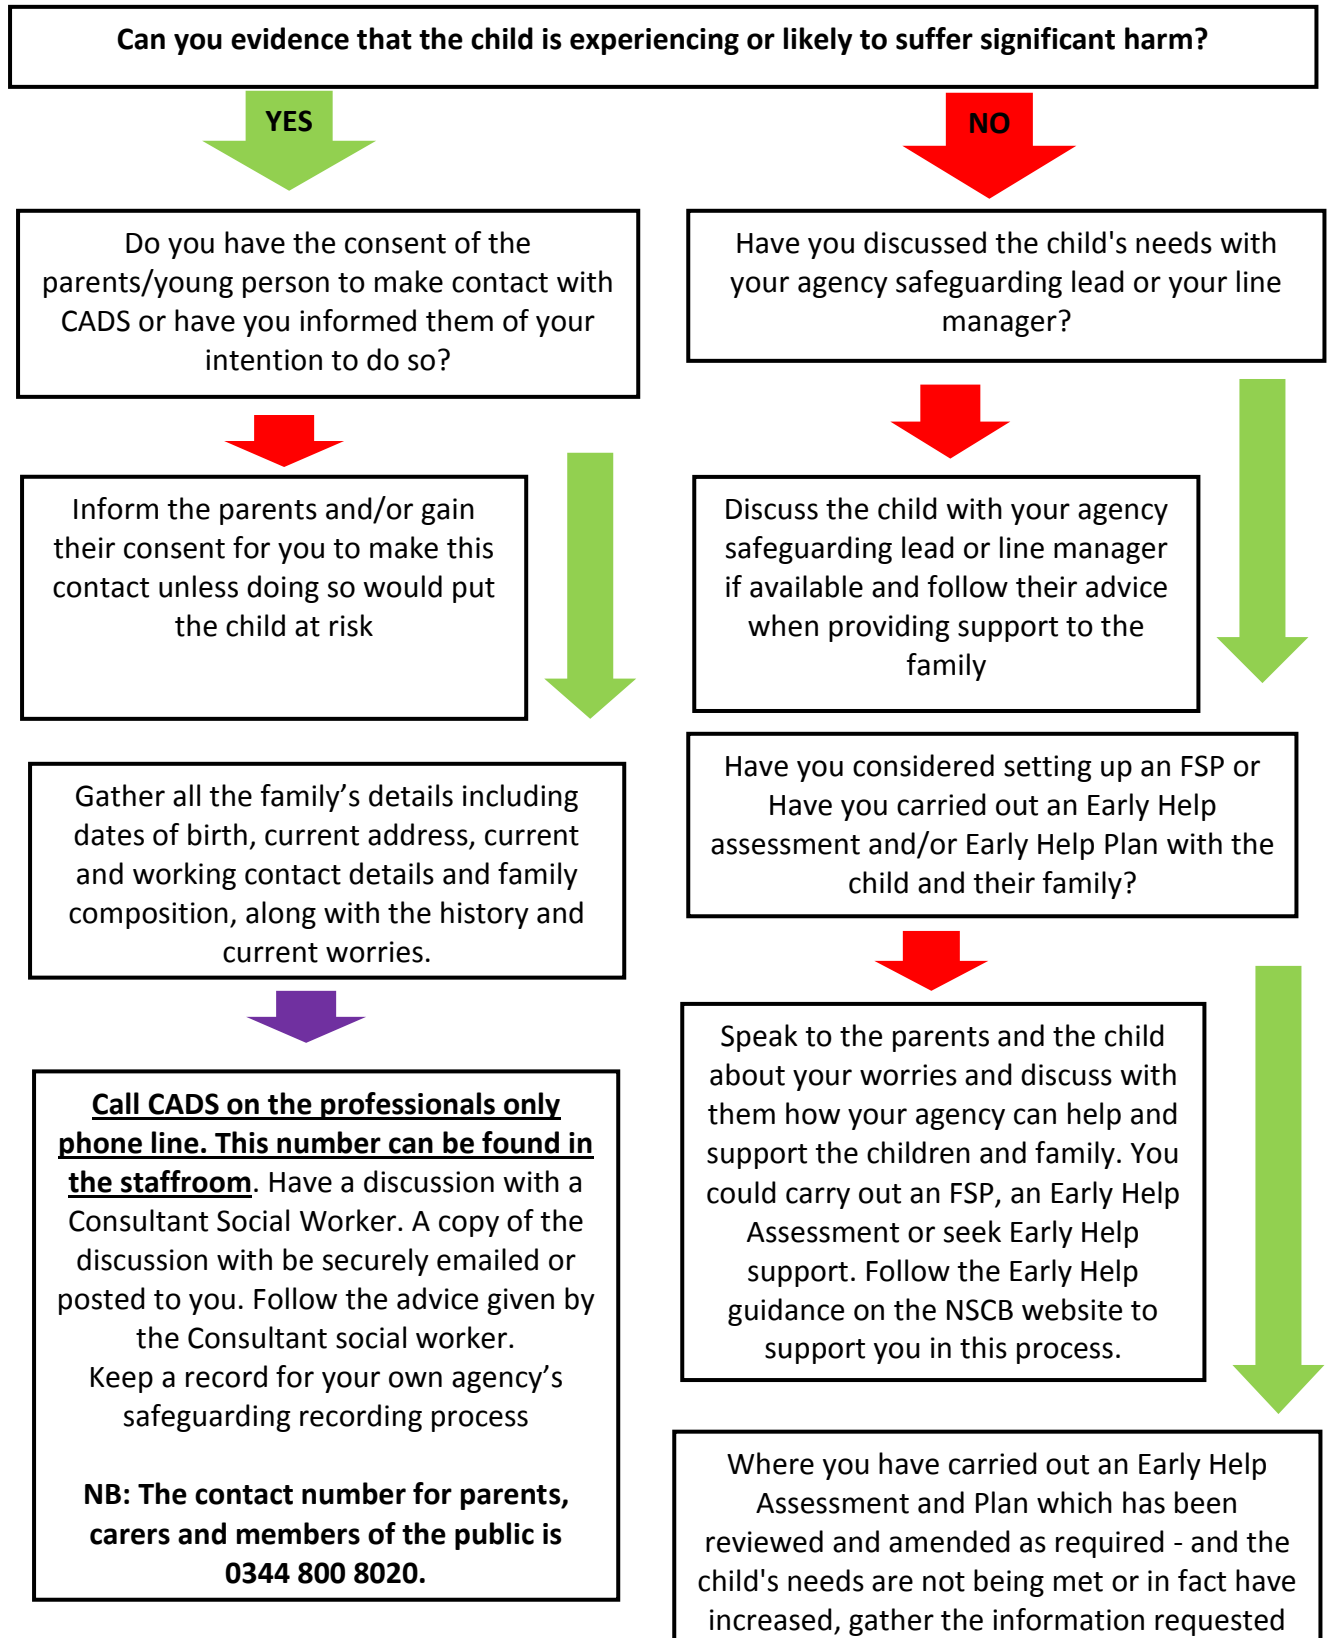 Can you evidence that the child is experiencing or likely to suffer significant harm?
YES
NO
Do you have the consent of the
parents/young person to make contact with
CADS or have you informed them of your
intention to do so?
Have you discussed the child's needs with
your agency safeguarding lead or your line
manager?
Inform the parents and/or gain
their consent for you to make this
contact unless doing so would put
the child at risk
Discuss the child with your agency
safeguarding lead or line manager
if available and follow their advice
when providing support to the
family
Gather all the family’s details including
dates of birth, current address, current
and working contact details and family
composition, along with the history and
current worries.
Have you considered setting up an FSP or
Have you carried out an Early Help
assessment and/or Early Help Plan with the
child and their family?
Call CADS on the professionals only
phone line. This number can be found in
the staffroom. Have a discussion with a
Consultant Social Worker. A copy of the
discussion with be securely emailed or
posted to you. Follow the advice given by
the Consultant social worker.
Keep a record for your own agency’s
safeguarding recording process
NB: The contact number for parents,
carers and members of the public is
0344 800 8020.
Speak to the parents and the child
about your worries and discuss with
them how your agency can help and
support the children and family. You
could carry out an FSP, an Early Help
Assessment or seek Early Help
support. Follow the Early Help
guidance on the NSCB website to
support you in this process.
Where you have carried out an Early Help
Assessment and Plan which has been
reviewed and amended as required - and the
child's needs are not being met or in fact have
increased, gather the information requested